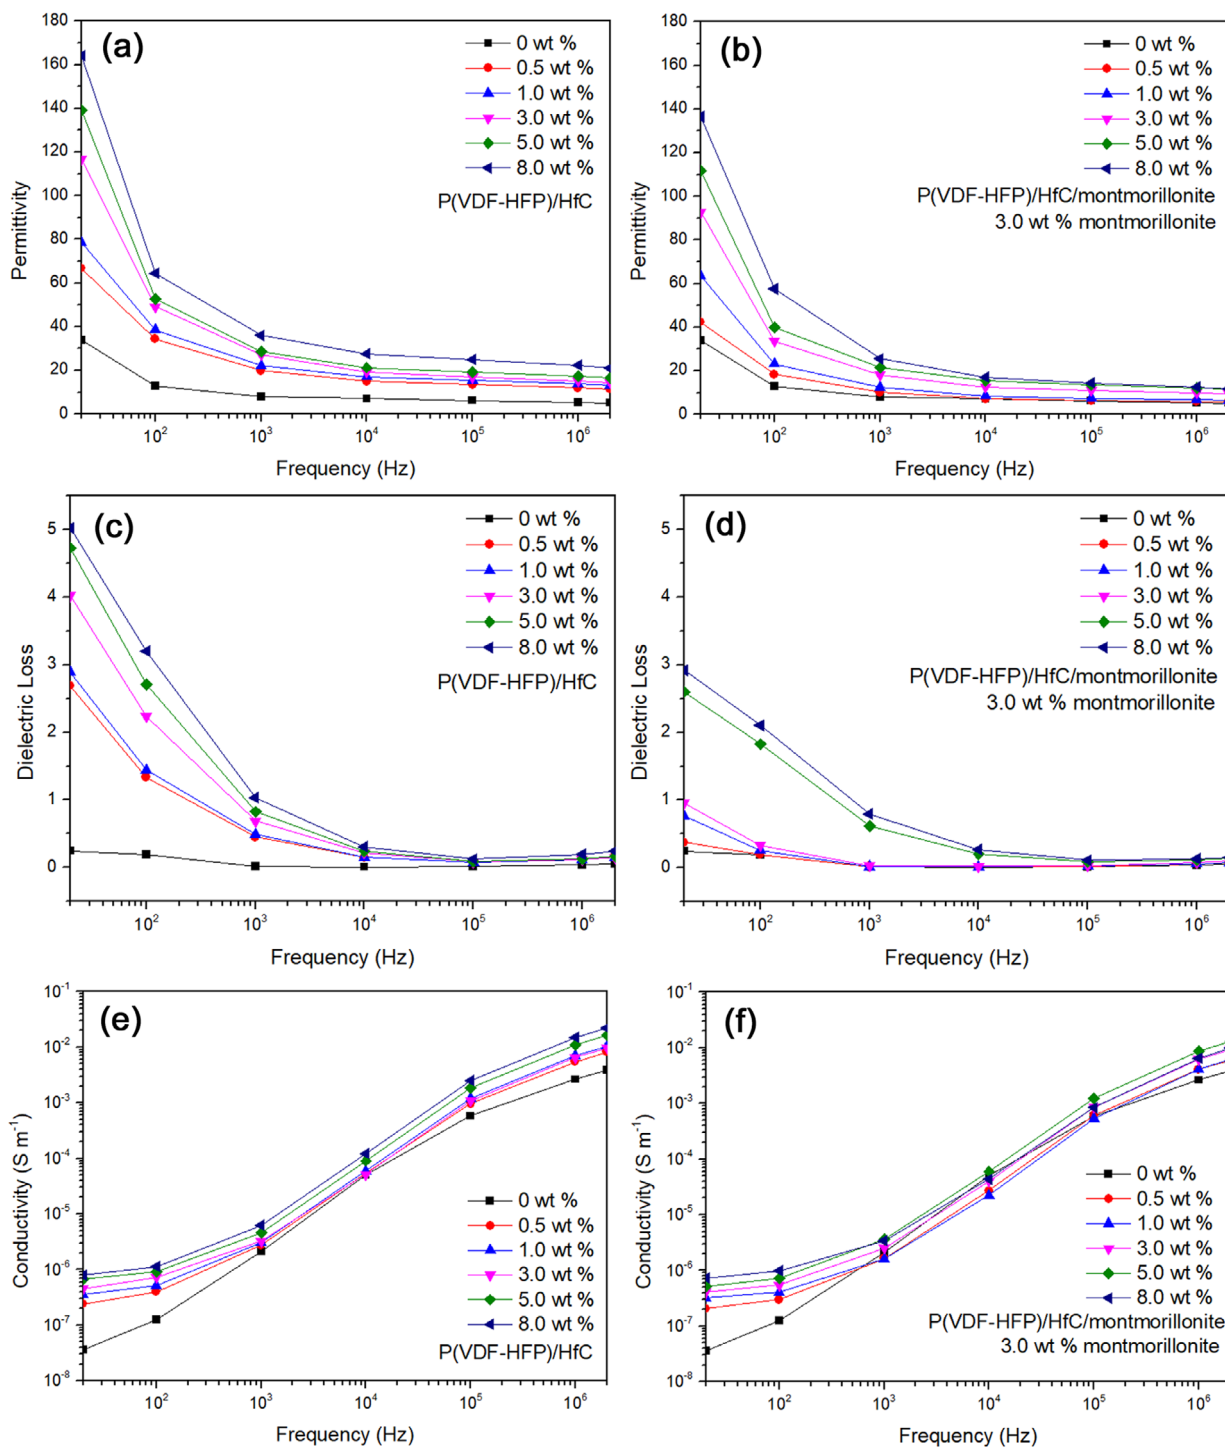 (a)
180
160
140
120
100
80
60
40
20
0
Permittivity
10²
10³
10⁴
10⁵
10⁶
Frequency (Hz)
0 wt %
0.5 wt %
1.0 wt %
3.0 wt %
5.0 wt %
8.0 wt %
P(VDF-HFP)/HfC
(b)
180
160
140
120
100
80
60
40
20
0
Permittivity
10²
10³
10⁴
10⁵
10⁶
Frequency (Hz)
0 wt %
0.5 wt %
1.0 wt %
3.0 wt %
5.0 wt %
8.0 wt %
P(VDF-HFP)/HfC/montmorillonite
3.0 wt % montmorillonite
(c)
5
4
3
2
1
0
Dielectric Loss
10²
10³
10⁴
10⁵
10⁶
Frequency (Hz)
0 wt %
0.5 wt %
1.0 wt %
3.0 wt %
5.0 wt %
8.0 wt %
P(VDF-HFP)/HfC
(d)
5
4
3
2
1
0
Dielectric Loss
10²
10³
10⁴
10⁵
10⁶
Frequency (Hz)
0 wt %
0.5 wt %
1.0 wt %
3.0 wt %
5.0 wt %
8.0 wt %
P(VDF-HFP)/HfC/montmorillonite
3.0 wt % montmorillonite
(e)
10⁻¹
10⁻²
10⁻³
10⁻⁴
10⁻⁵
10⁻⁶
10⁻⁷
10⁻⁸
Conductivity (S m⁻¹)
10²
10³
10⁴
10⁵
10⁶
Frequency (Hz)
0 wt %
0.5 wt %
1.0 wt %
3.0 wt %
5.0 wt %
8.0 wt %
P(VDF-HFP)/HfC
(f)
10⁻¹
10⁻²
10⁻³
10⁻⁴
10⁻⁵
10⁻⁶
10⁻⁷
10⁻⁸
Conductivity (S m⁻¹)
10²
10³
10⁴
10⁵
10⁶
Frequency (Hz)
0 wt %
0.5 wt %
1.0 wt %
3.0 wt %
5.0 wt %
8.0 wt %
P(VDF-HFP)/HfC/montmorillonite
3.0 wt % montmorillonite